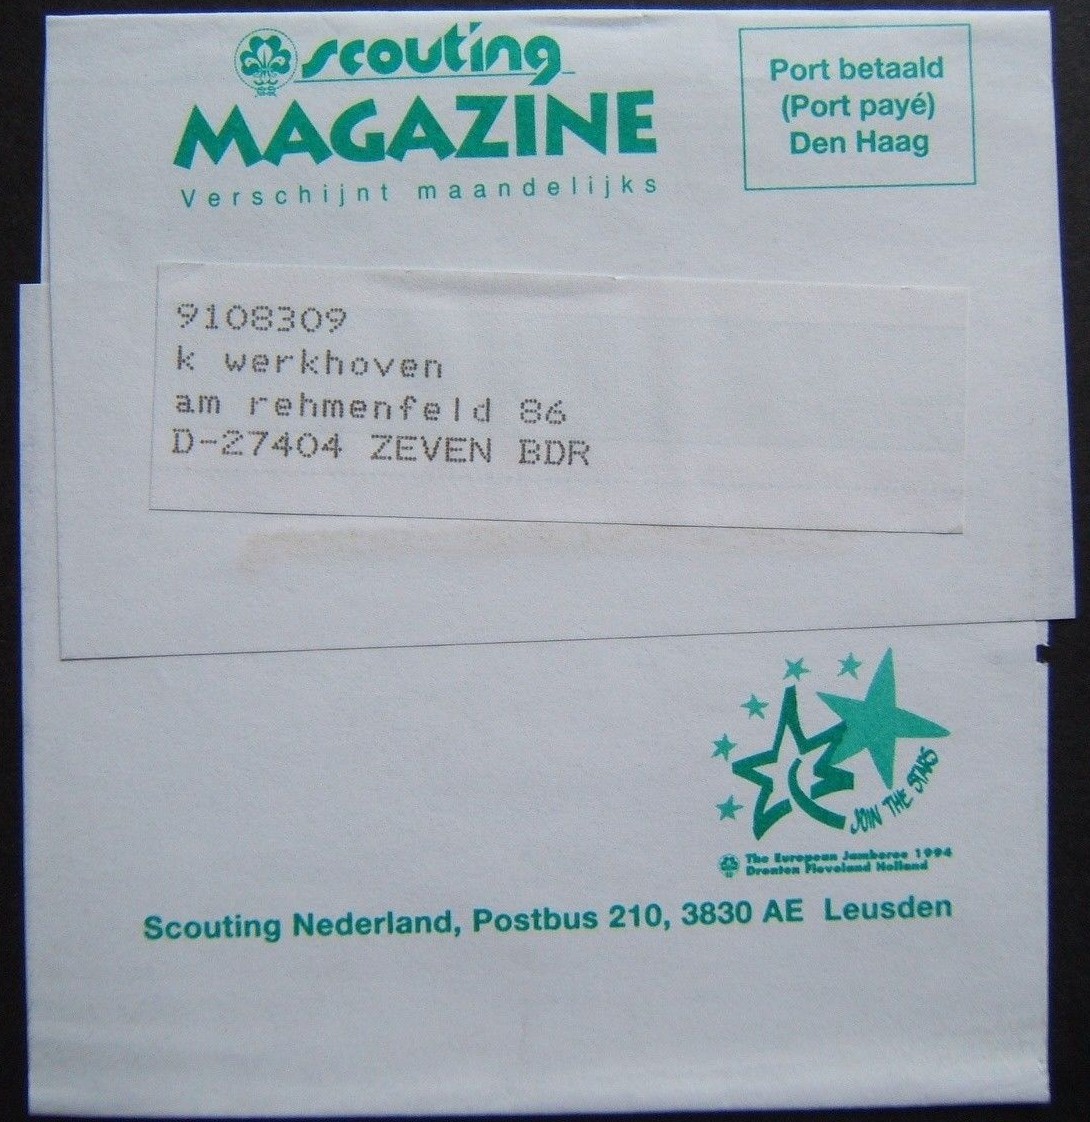 scouting
MAGAZINE
Verschijnt maandelijks
Port betaald
(Port payé)
Den Haag
9108309
k werkhoven
am rehmenfeld 86
D-27404 ZEVEN BDR
JOIN THE STARS
The European Jamboree 1994
Dronten Flevoland Holland
Scouting Nederland, Postbus 210, 3830 AE Leusden